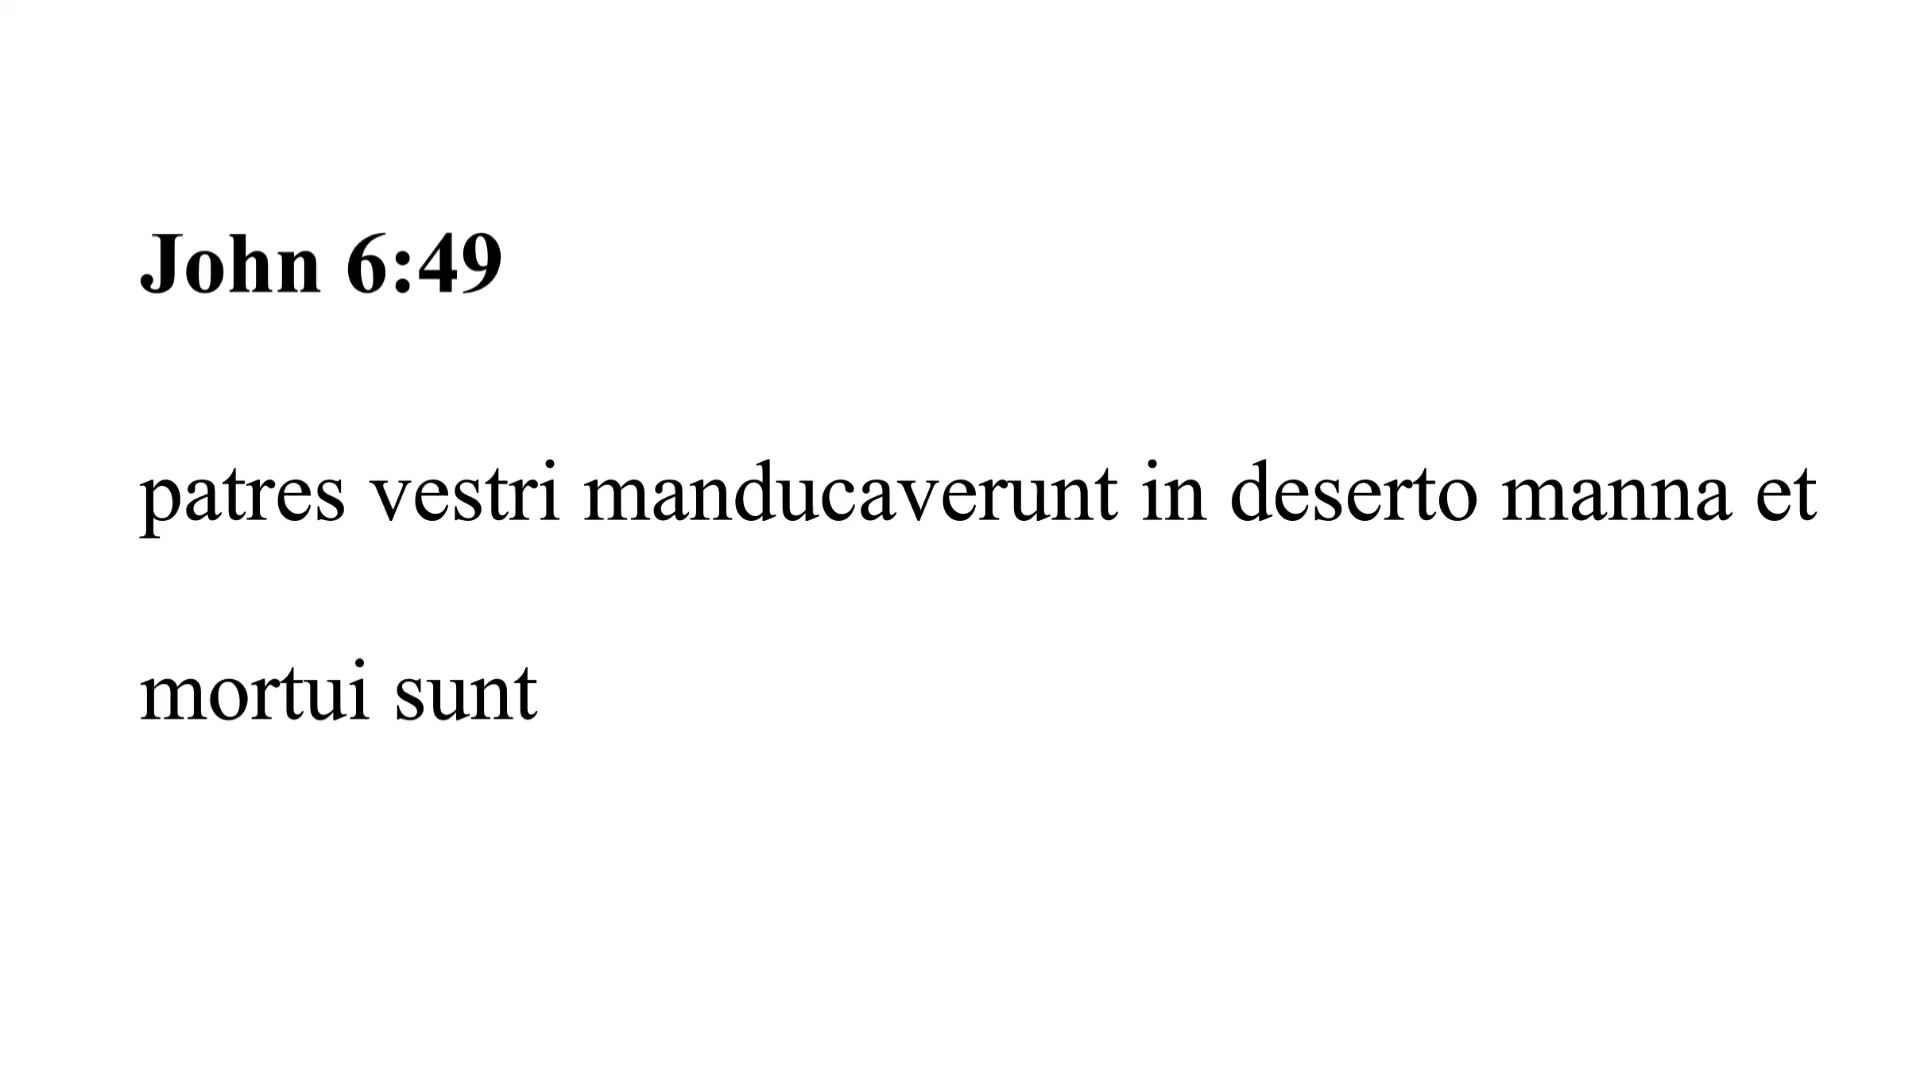 John 6:49
patres vestri manducaverunt in deserto manna et
mortui sunt